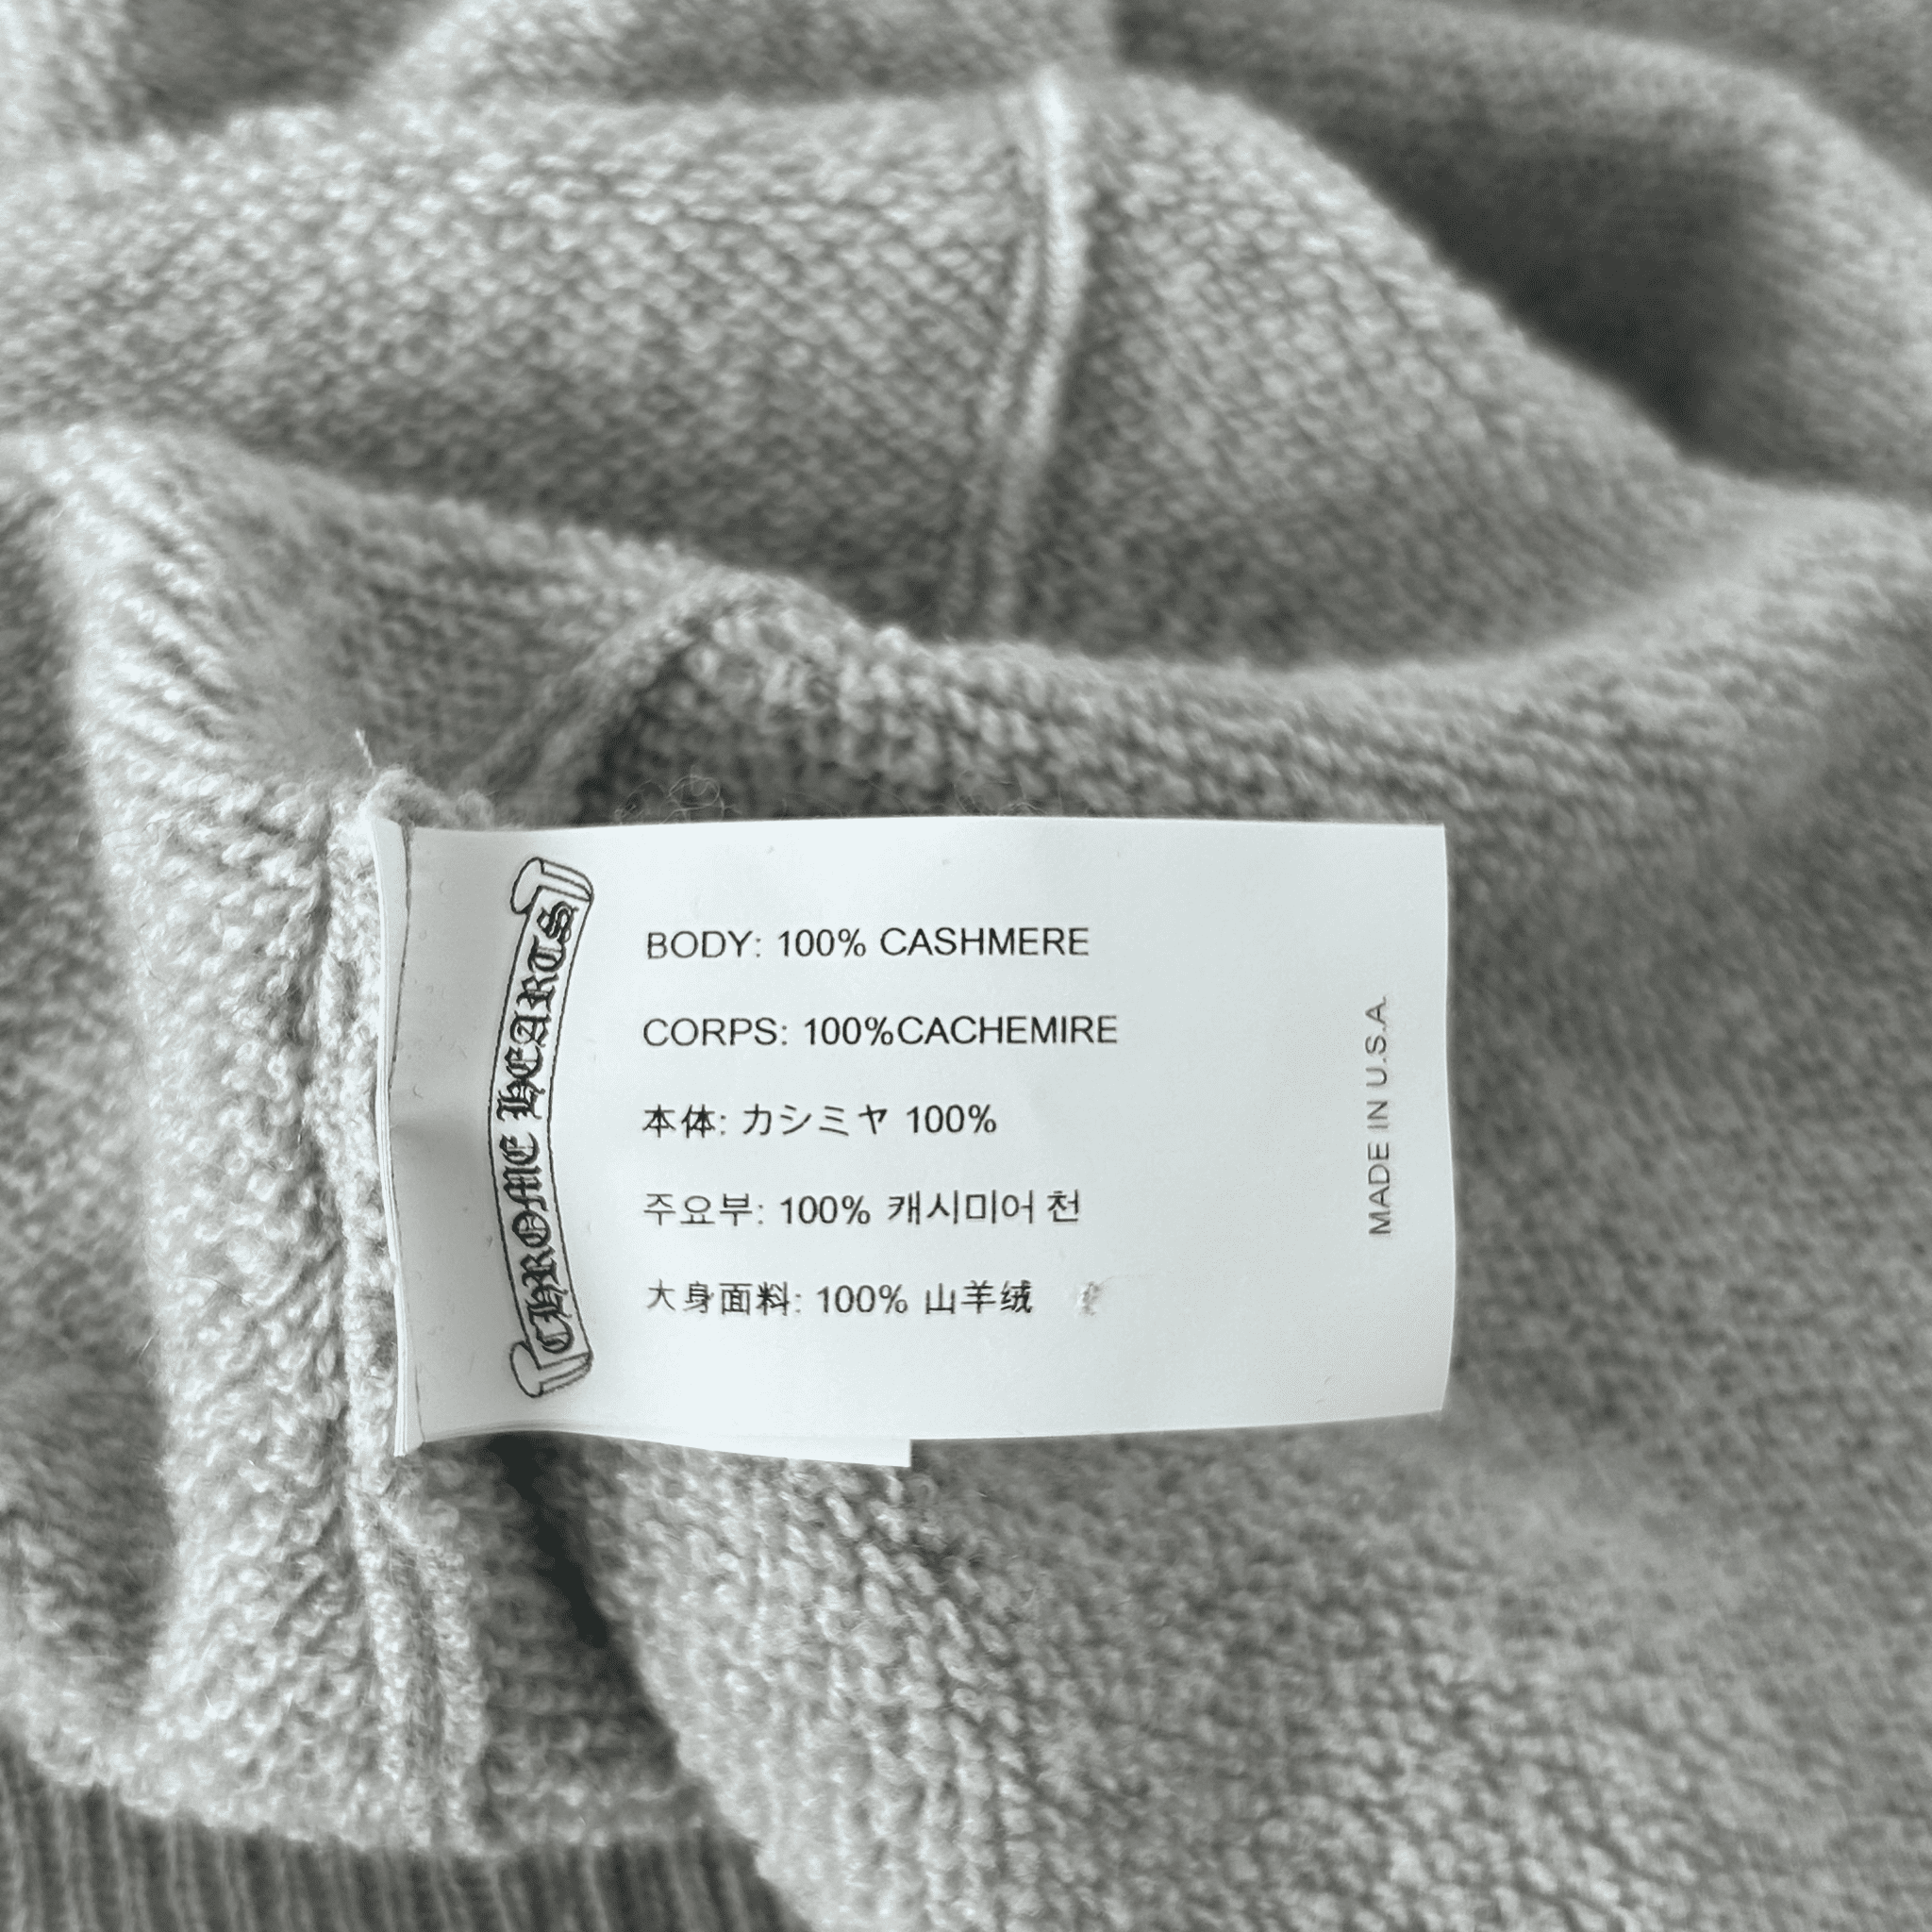 CHROME HEARTS
BODY: 100% CASHMERE
CORPS: 100%CACHEMIRE
本体: カシミヤ 100%
주요부: 100% 캐시미어 천
大身面料: 100% 山羊绒
MADE IN U.S.A.